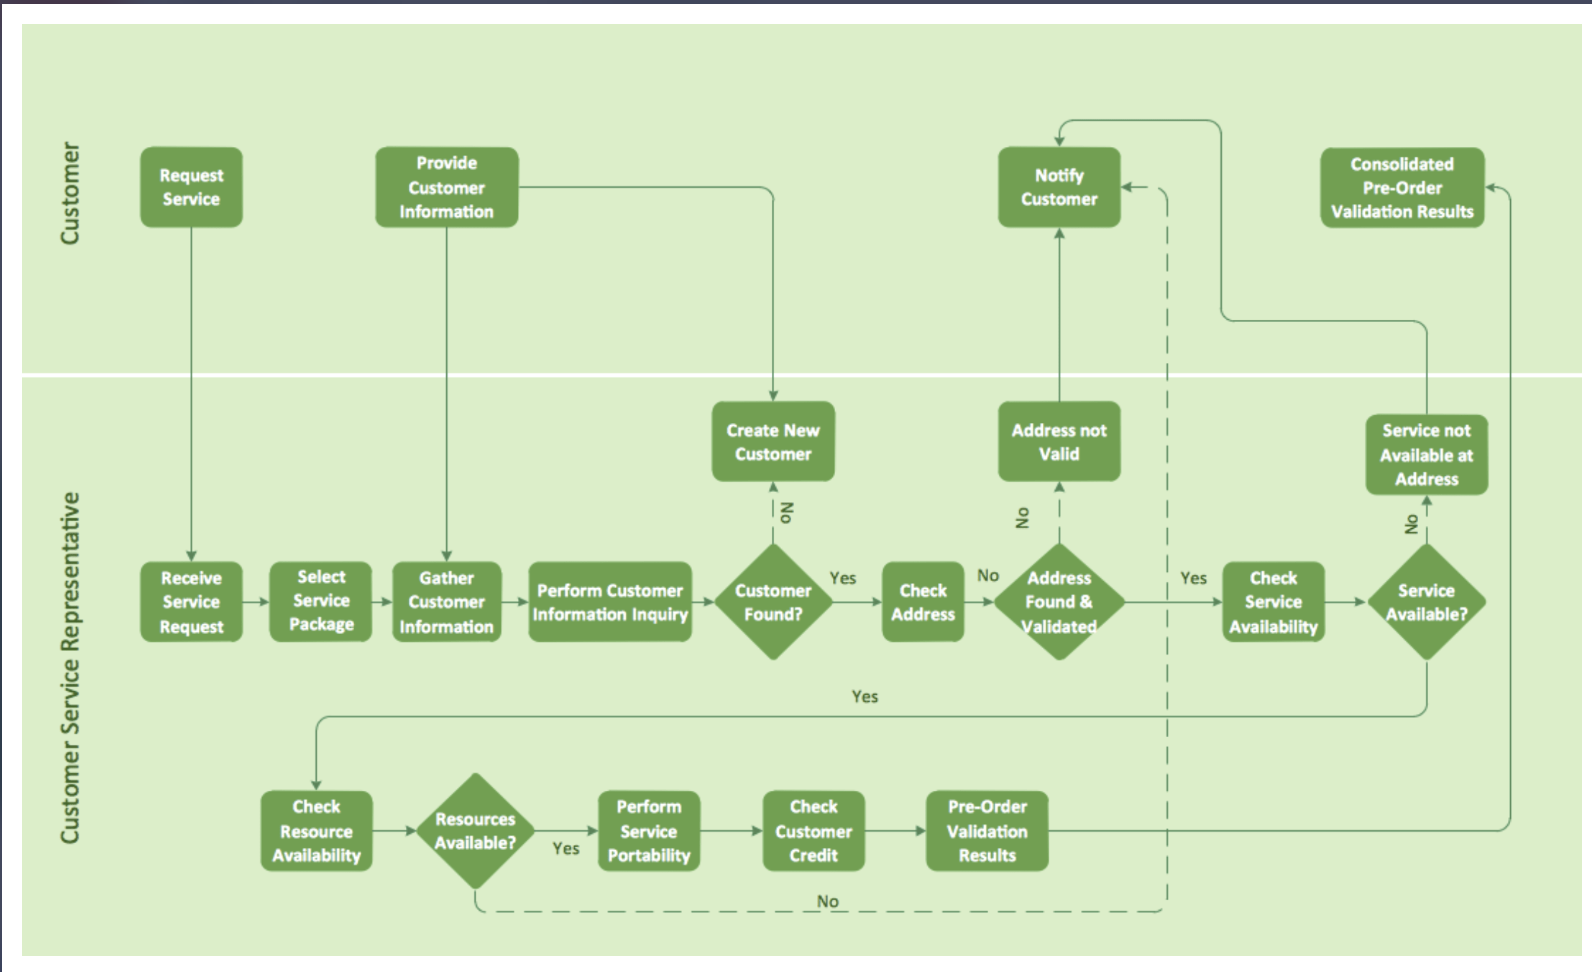 Customer
Request
Service
Provide
Customer
Information
Notify
Customer
Consolidated
Pre-Order
Validation Results
Customer Service Representative
Create New
Customer
Address not
Valid
Service not
Available at
Address
No
No
No
Receive
Service
Request
Select
Service
Package
Gather
Customer
Information
Perform Customer
Information Inquiry
Customer
Found?
Yes
Check
Address
No
Address
Found &
Validated
Yes
Check
Service
Availability
Service
Available?
Yes
Check
Resource
Availability
Resources
Available?
Yes
Perform
Service
Portability
Check
Customer
Credit
Pre-Order
Validation
Results
No